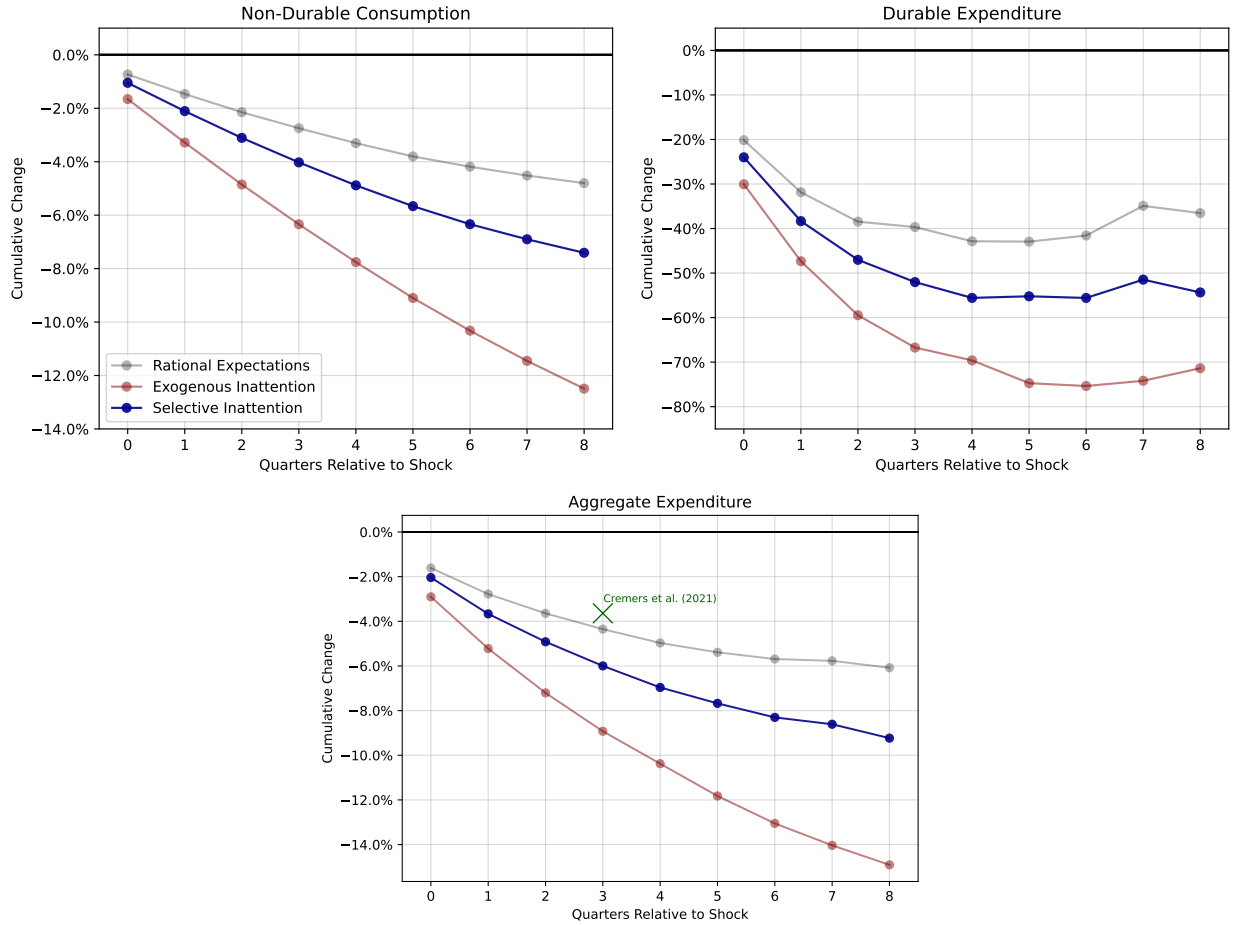 Non-Durable Consumption
0.0%
−2.0%
−4.0%
−6.0%
−8.0%
−10.0%
−12.0%
−14.0%
Cumulative Change
Rational Expectations
Exogenous Inattention
Selective Inattention
0 1 2 3 4 5 6 7 8
Quarters Relative to Shock
Durable Expenditure
0%
−10%
−20%
−30%
−40%
−50%
−60%
−70%
−80%
Cumulative Change
0 1 2 3 4 5 6 7 8
Quarters Relative to Shock
Aggregate Expenditure
0.0%
−2.0%
−4.0%
−6.0%
−8.0%
−10.0%
−12.0%
−14.0%
Cumulative Change
Cremers et al. (2021)
0 1 2 3 4 5 6 7 8
Quarters Relative to Shock